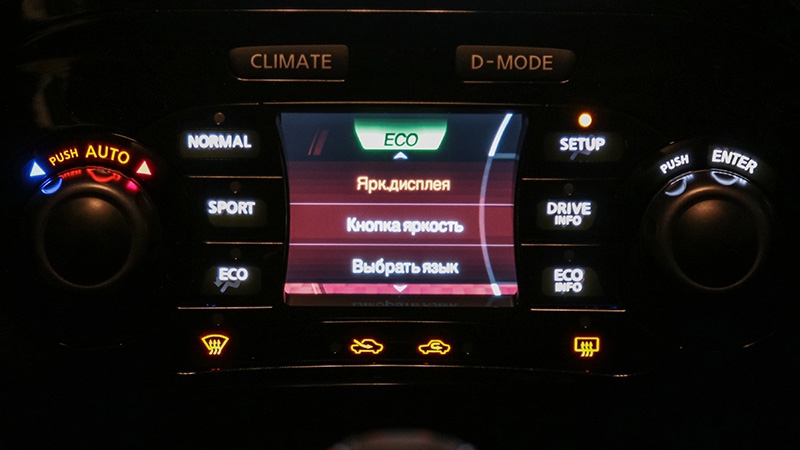 CLIMATE
D-MODE
NORMAL
ECO
SETUP
PUSH AUTO
PUSH ENTER
Ярк.дисплея
SPORT
Кнопка яркость
DRIVE
INFO
ECO
Выбрать язык
ECO
INFO